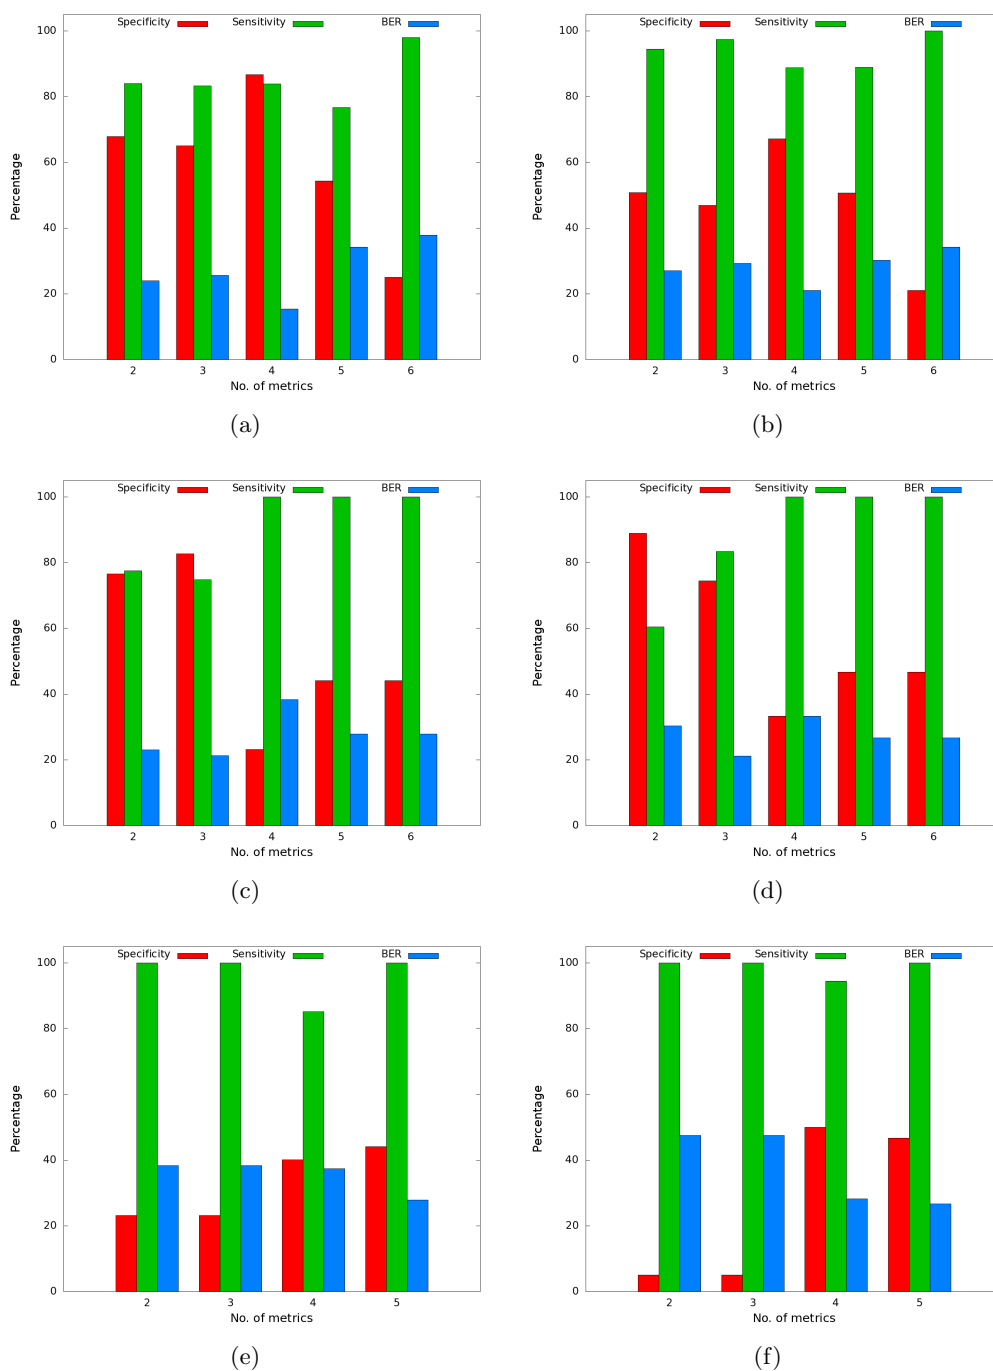 Specificity Sensitivity BER
100
80
60
40
20
0
Percentage
2 3 4 5 6
No. of metrics
(a)
Specificity Sensitivity BER
100
80
60
40
20
0
Percentage
2 3 4 5 6
No. of metrics
(b)
Specificity Sensitivity BER
100
80
60
40
20
0
Percentage
2 3 4 5 6
No. of metrics
(c)
Specificity Sensitivity BER
100
80
60
40
20
0
Percentage
2 3 4 5 6
No. of metrics
(d)
Specificity Sensitivity BER
100
80
60
40
20
0
Percentage
2 3 4 5
No. of metrics
(e)
Specificity Sensitivity BER
100
80
60
40
20
0
Percentage
2 3 4 5
No. of metrics
(f)